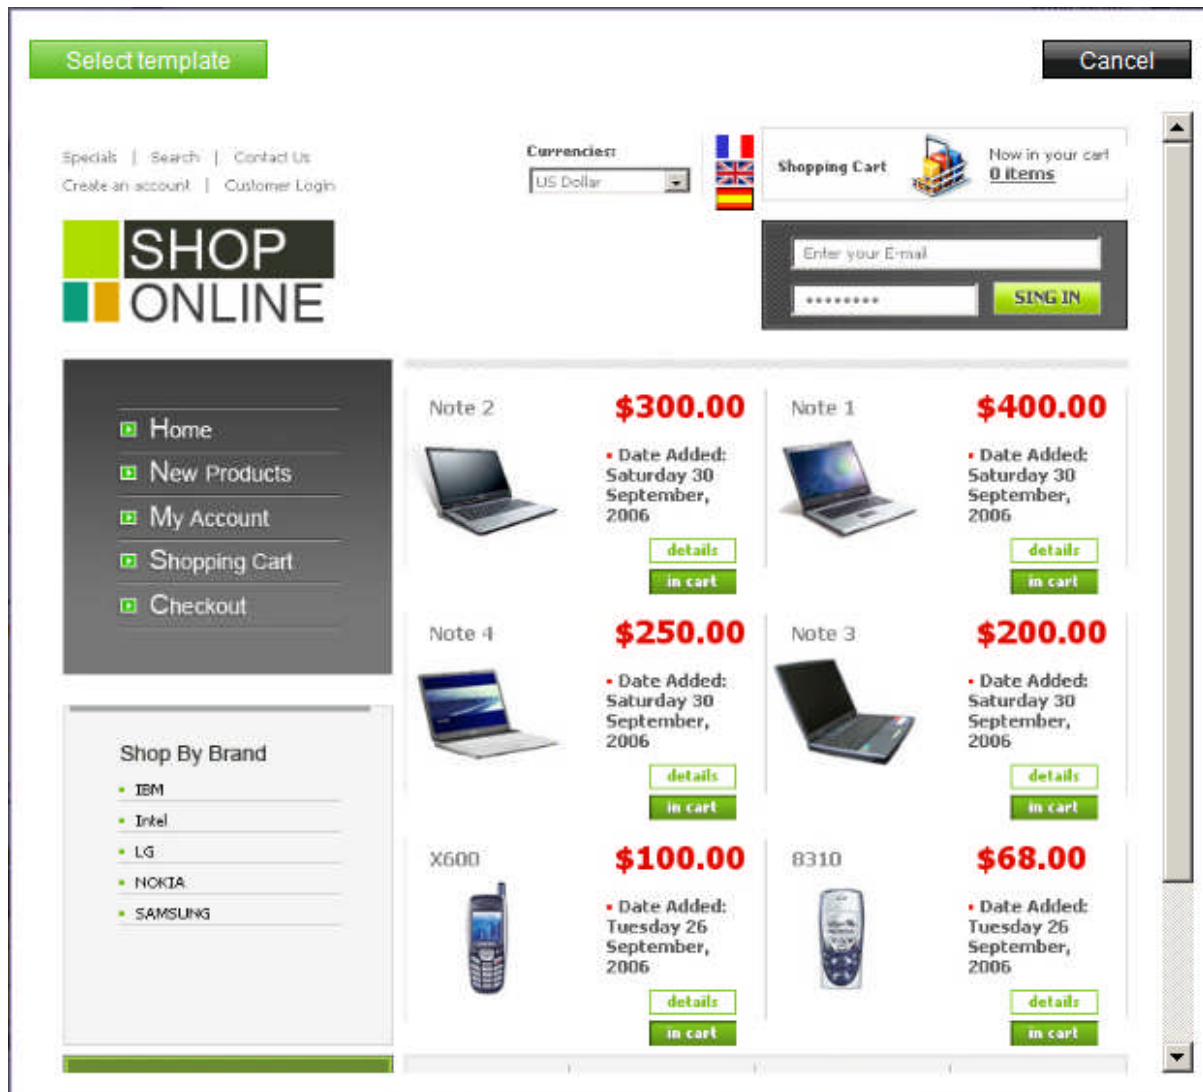 Select template
Cancel
Specials | Search | Contact Us
Create an account | Customer Login
Currencies:
US Dollar
Shopping Cart
Now in your cart
0 items
SHOP
ONLINE
Enter your E-mail
********
SING IN
Home
New Products
My Account
Shopping Cart
Checkout
Shop By Brand
IBM
Intel
LG
NOKIA
SAMSUNG
Note 2
$300.00
Date Added:
Saturday 30
September,
2006
details
in cart
Note 1
$400.00
Date Added:
Saturday 30
September,
2006
details
in cart
Note 4
$250.00
Date Added:
Saturday 30
September,
2006
details
in cart
Note 3
$200.00
Date Added:
Saturday 30
September,
2006
details
in cart
X600
$100.00
Date Added:
Tuesday 26
September,
2006
details
in cart
8310
$68.00
Date Added:
Tuesday 26
September,
2006
details
in cart